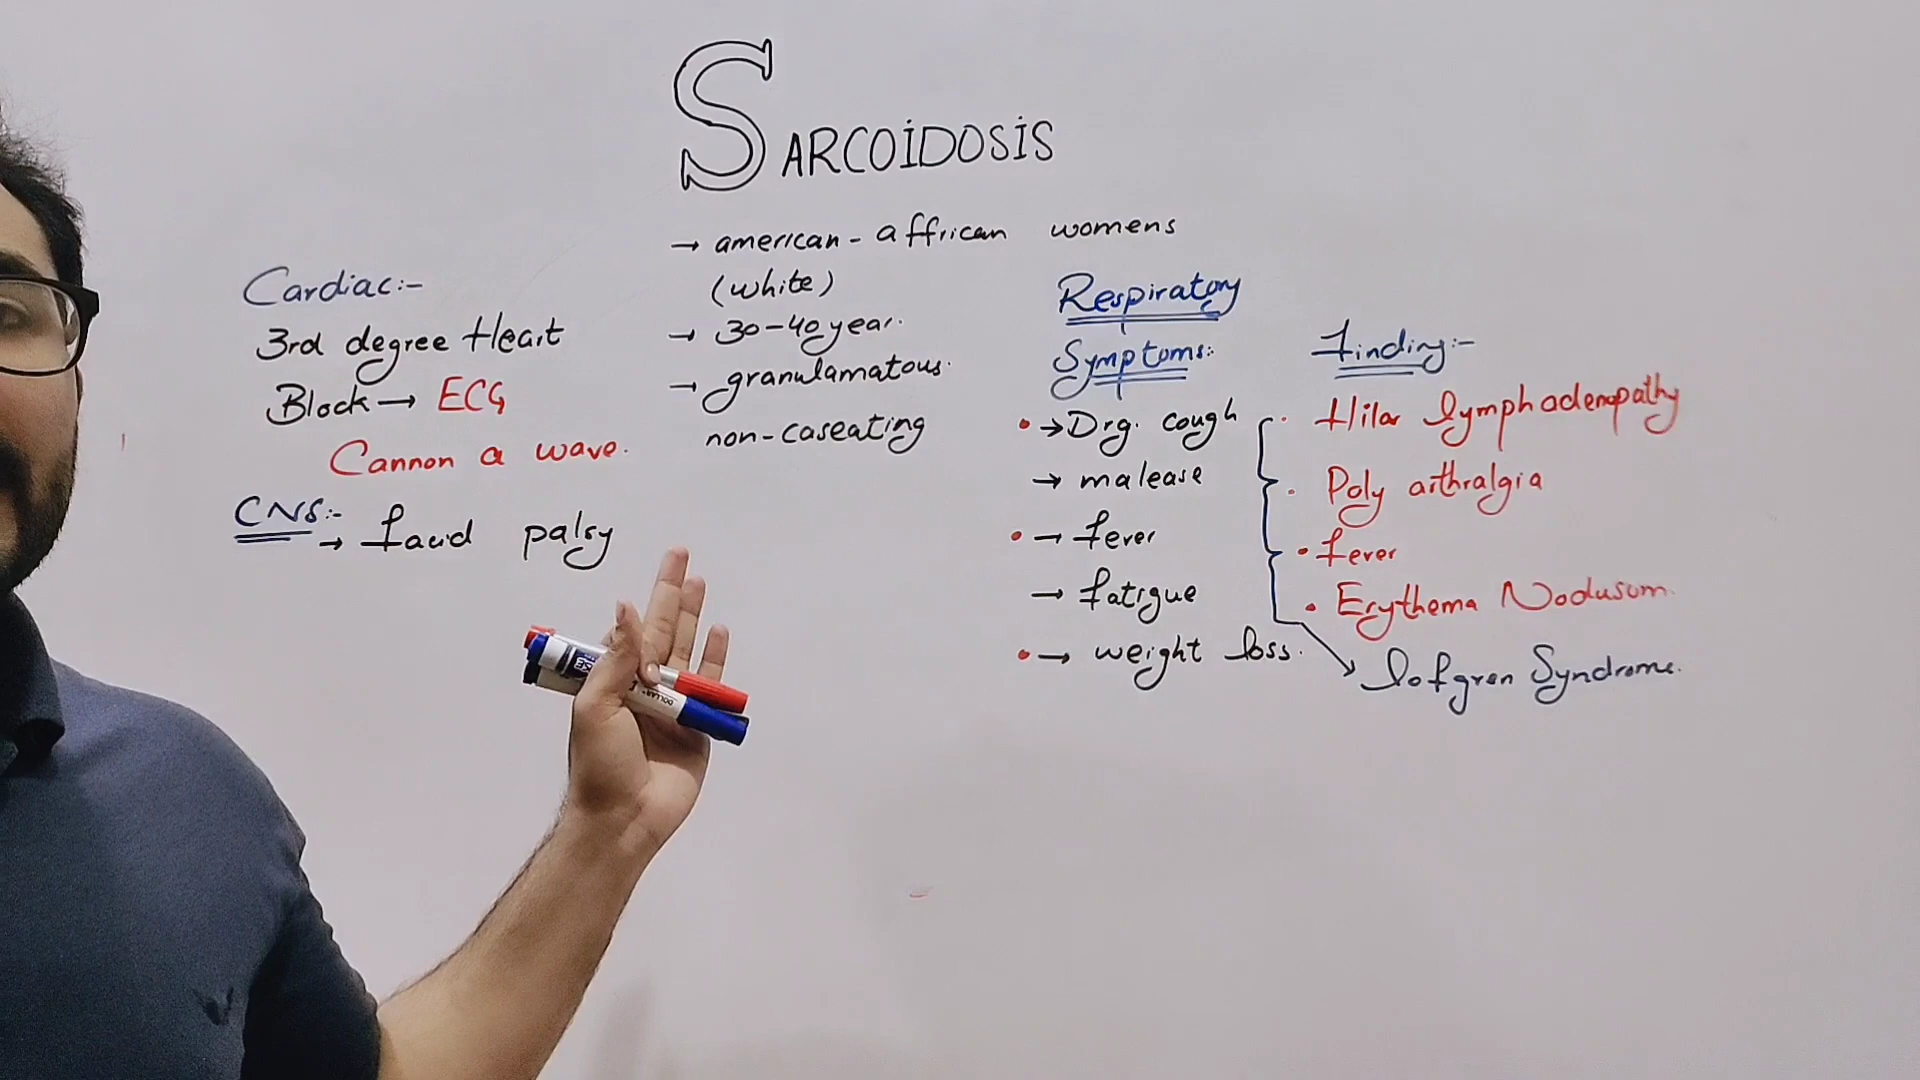 SARCOIDOSIS
→ american - affrican womens
(white)
→ 30-40 year.
→ granulamatous.
non-caseating
Cardiac:-
3rd degree Heart
Block → ECG
Cannon a wave.
CNS:-
→ facid palsy
Respiratory
Symptoms:-
• → Dry. cough
→ malease
• → fever
→ fatigue
• → weight loss.
Finding:-
• Hilar lymphadenopathy
• Poly arthralgia
• fever
• Erythema Nodusum.
lofgren Syndrome.
DOLLAR